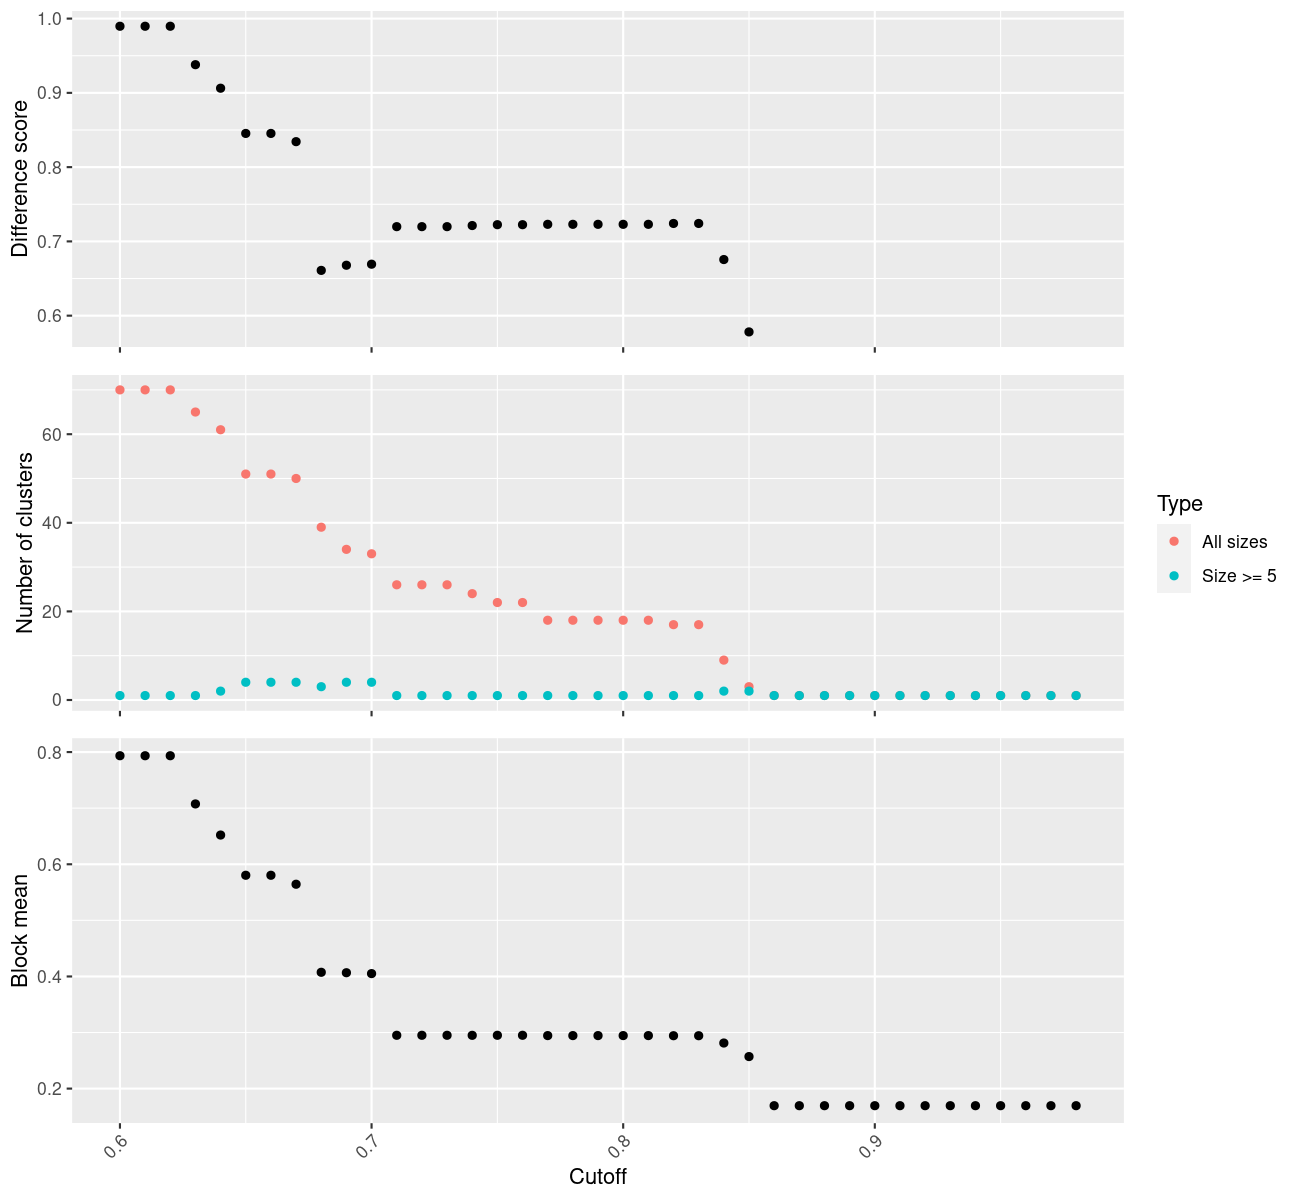 Difference score
1.0
0.9
0.8
0.7
0.6
Number of clusters
60
40
20
0
Type
All sizes
Size >= 5
Block mean
0.8
0.6
0.4
0.2
0.6 0.7 0.8 0.9
Cutoff